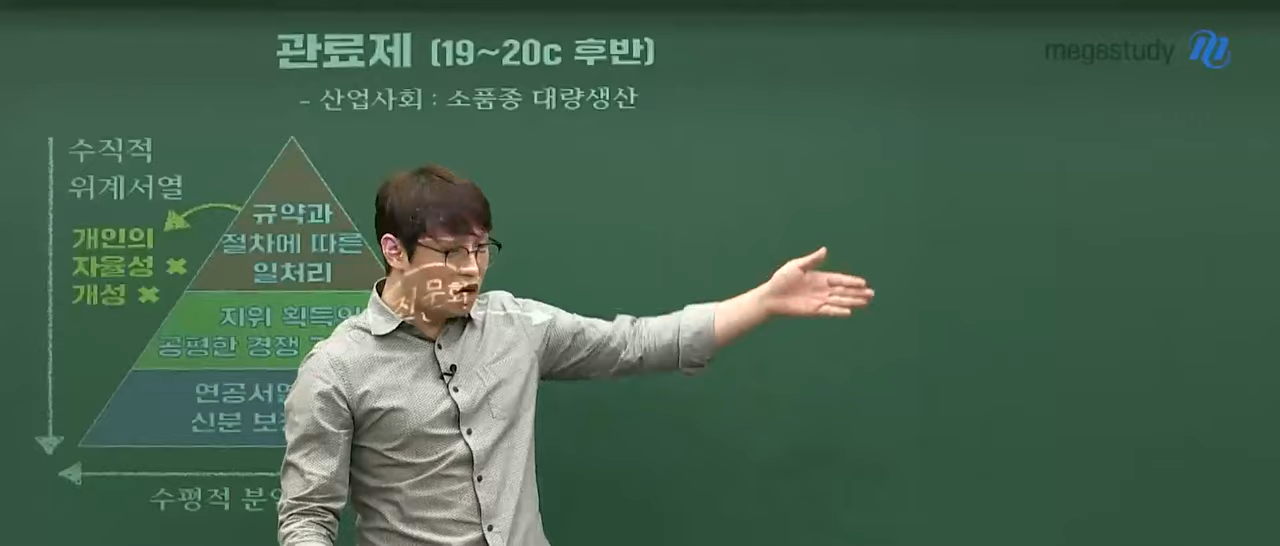 관료제 (19~20c 후반)
megastudy
- 산업사회 : 소품종 대량생산
수직적
위계서열
규약과
절차에 따른
일처리
개인의
자율성 ✖
개성 ✖
지위 획득의
공평한 경쟁
연공서열
신분 보장
수평적